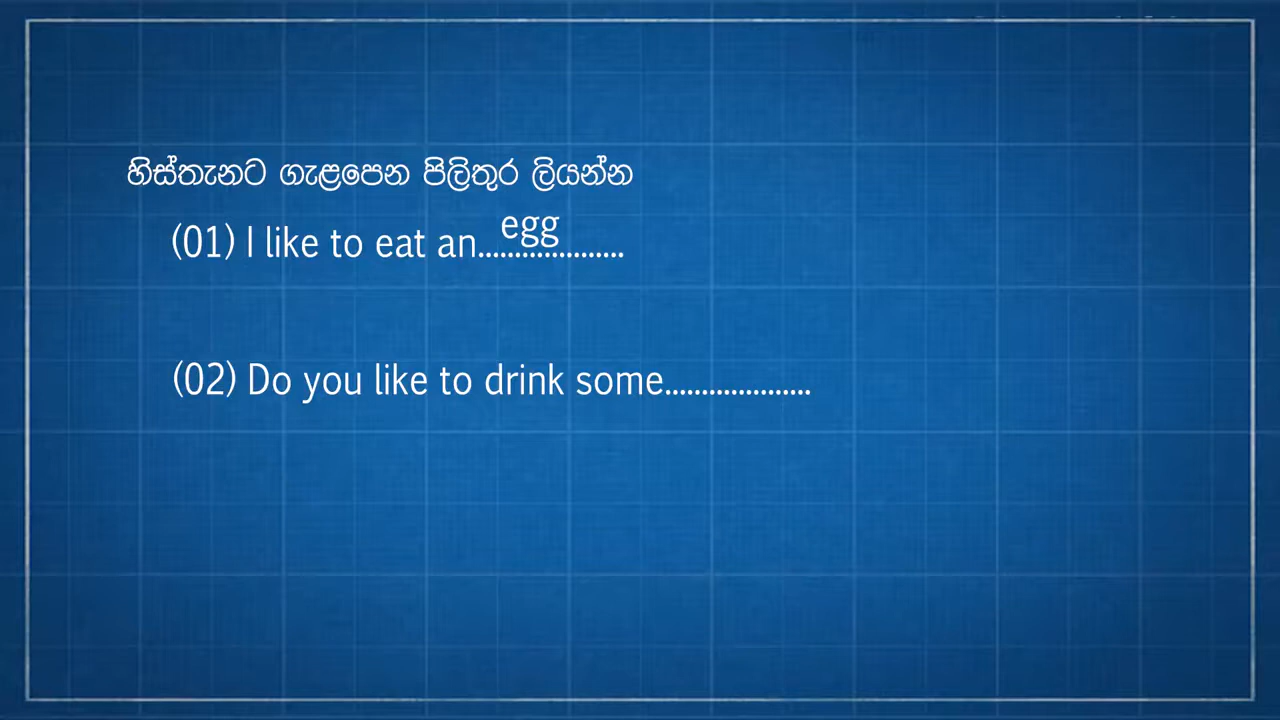 හිස්තැනට ගැළපෙන පිලිතුර ලියන්න
(01) I like to eat an....egg................
(02) Do you like to drink some....................